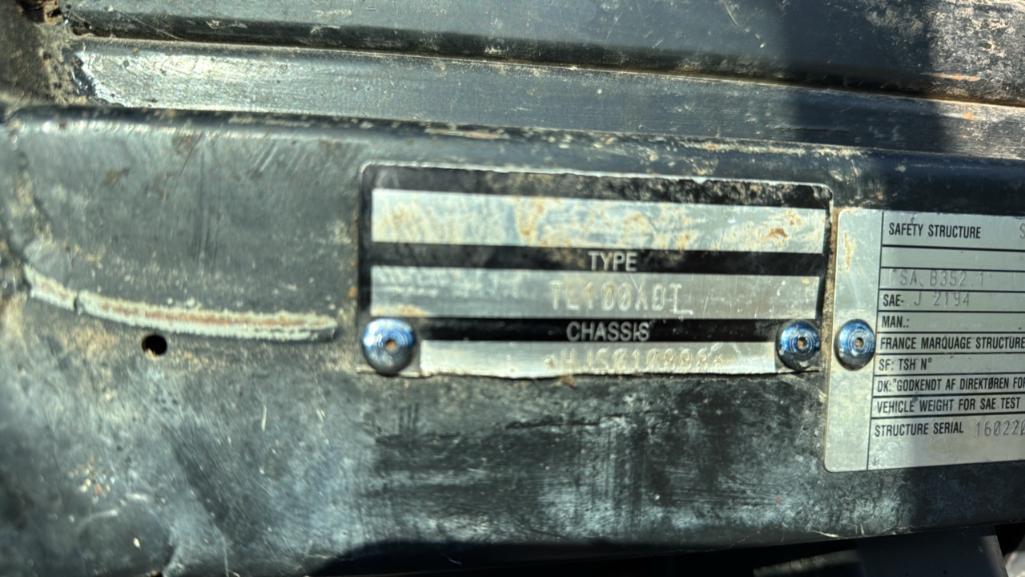 TYPE
TL100XDT
CHASSIS
SAFETY STRUCTURE
SA B352.1
SAE- J 2194
MAN.:
FRANCE MARQUAGE STRUCTURE
SF: TSH N°
DK: "GODKENDT AF DIREKTØREN
VEHICLE WEIGHT FOR SAE TEST
STRUCTURE SERIAL